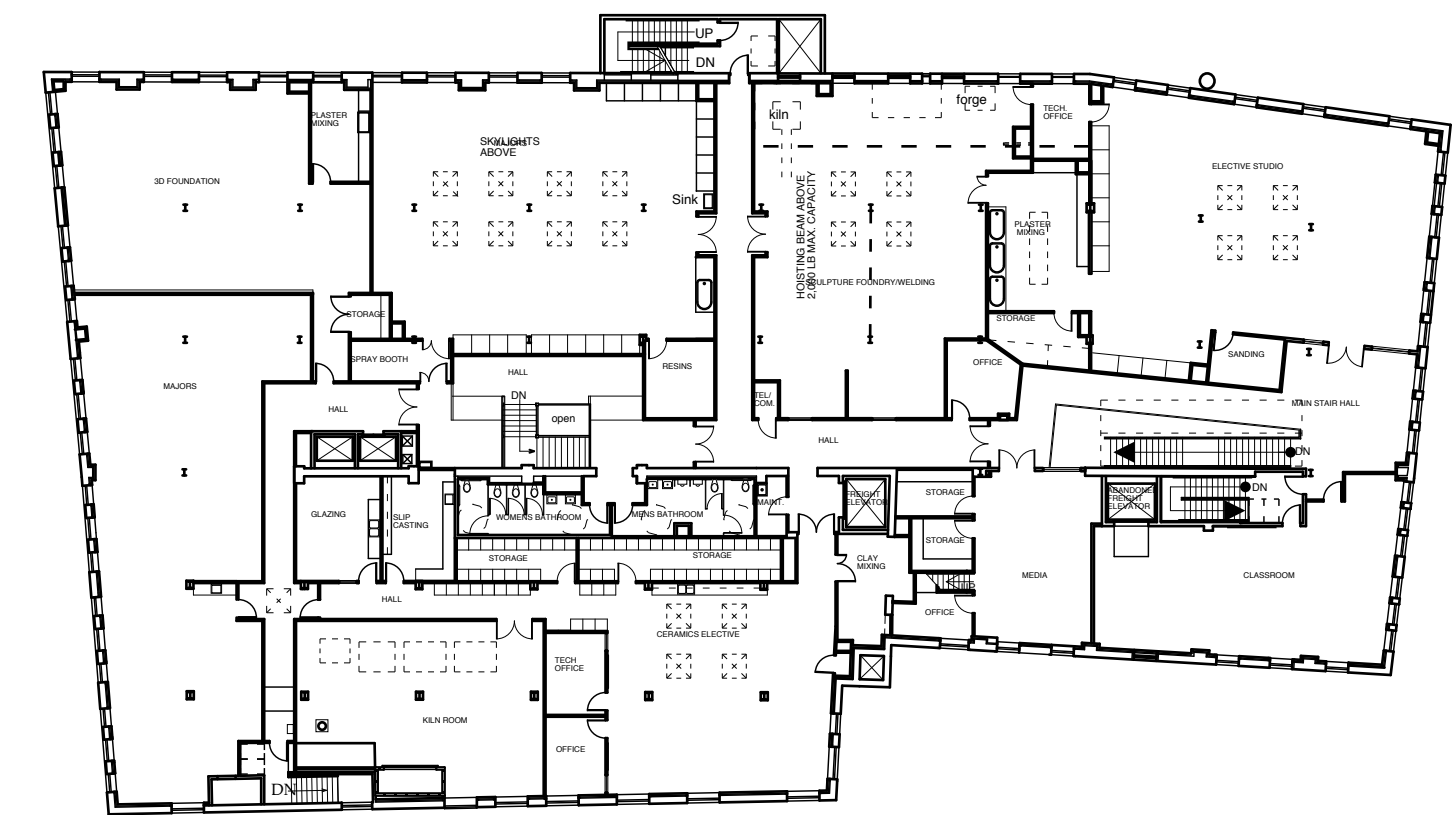 UP
DN
kiln
forge
PLASTER
MIXING
TECH.
OFFICE
SKYLIGHTS
MAJORS
ABOVE
ELECTIVE STUDIO
3D FOUNDATION
Sink
HOISTING BEAM ABOVE
2,000 LB MAX. CAPACITY
PLASTER
MIXING
SCULPTURE FOUNDRY/WELDING
STORAGE
STORAGE
SPRAY BOOTH
RESINS
OFFICE
SANDING
MAJORS
HALL
DN
TEL/
COM.
MAIN STAIR HALL
HALL
open
HALL
DN
GLAZING
SLIP
CASTING
WOMENS BATHROOM
MENS BATHROOM
MAINT.
FREIGHT
ELEVATOR
STORAGE
ABANDONED
FREIGHT
ELEVATOR
DN
STORAGE
STORAGE
STORAGE
CLAY
MIXING
MEDIA
CLASSROOM
UP
HALL
OFFICE
CERAMICS ELECTIVE
TECH
OFFICE
KILN ROOM
OFFICE
DN